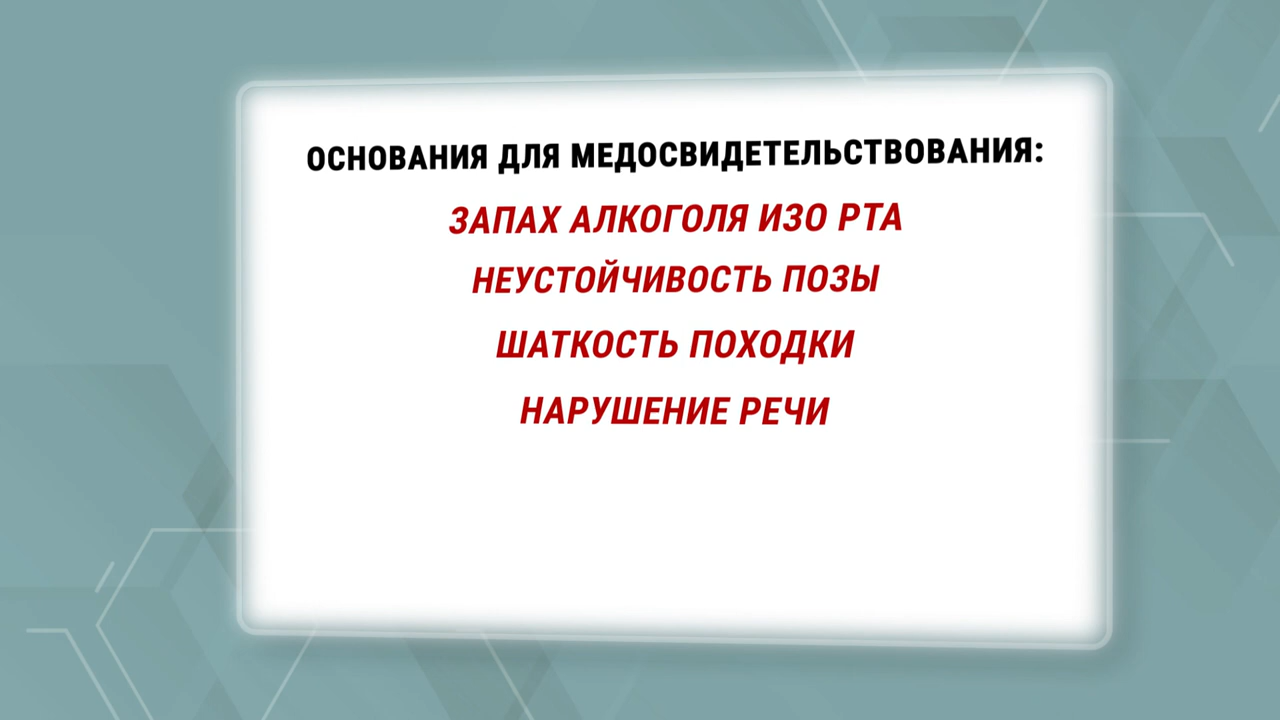 ОСНОВАНИЯ ДЛЯ МЕДОСВИДЕТЕЛЬСТВОВАНИЯ:
ЗАПАХ АЛКОГОЛЯ ИЗО РТА
НЕУСТОЙЧИВОСТЬ ПОЗЫ
ШАТКОСТЬ ПОХОДКИ
НАРУШЕНИЕ РЕЧИ